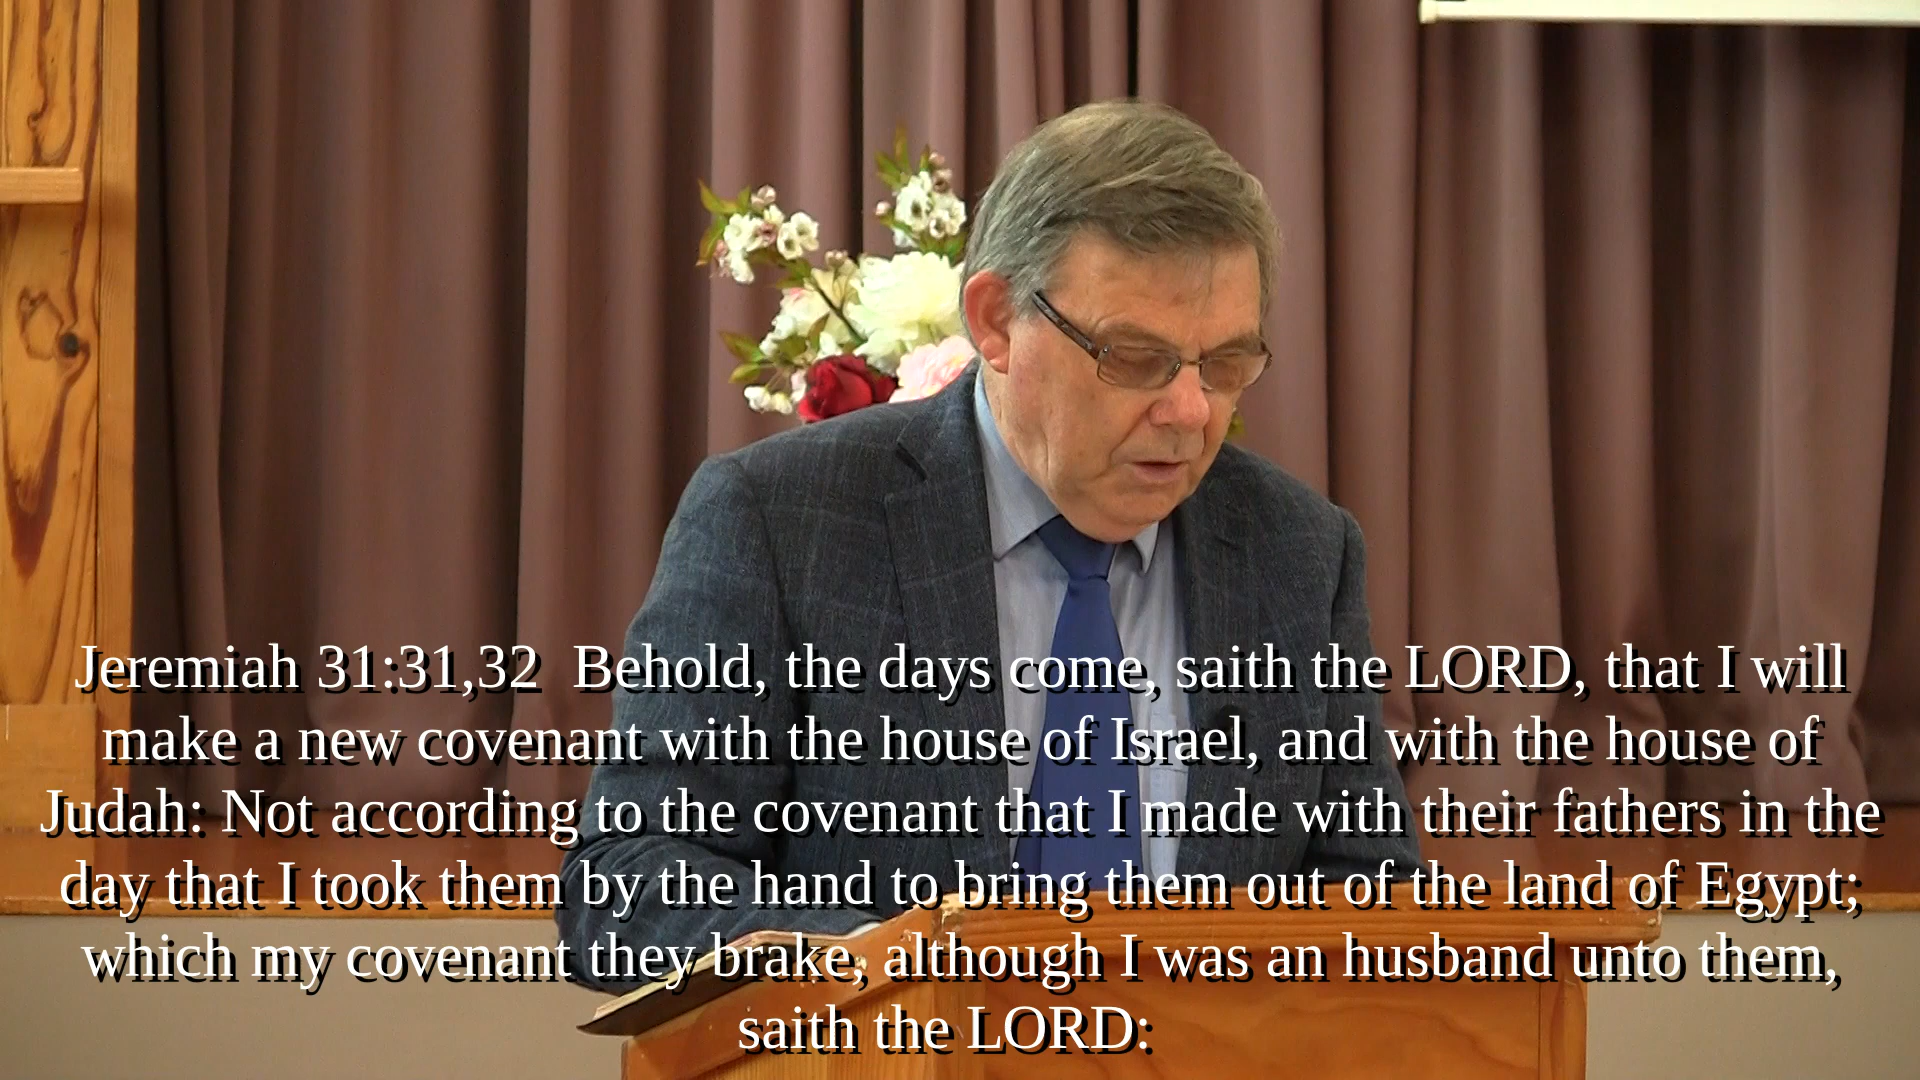 Jeremiah 31:31,32  Behold, the days come, saith the LORD, that I will
make a new covenant with the house of Israel, and with the house of
Judah: Not according to the covenant that I made with their fathers in the
day that I took them by the hand to bring them out of the land of Egypt;
which my covenant they brake, although I was an husband unto them,
saith the LORD: